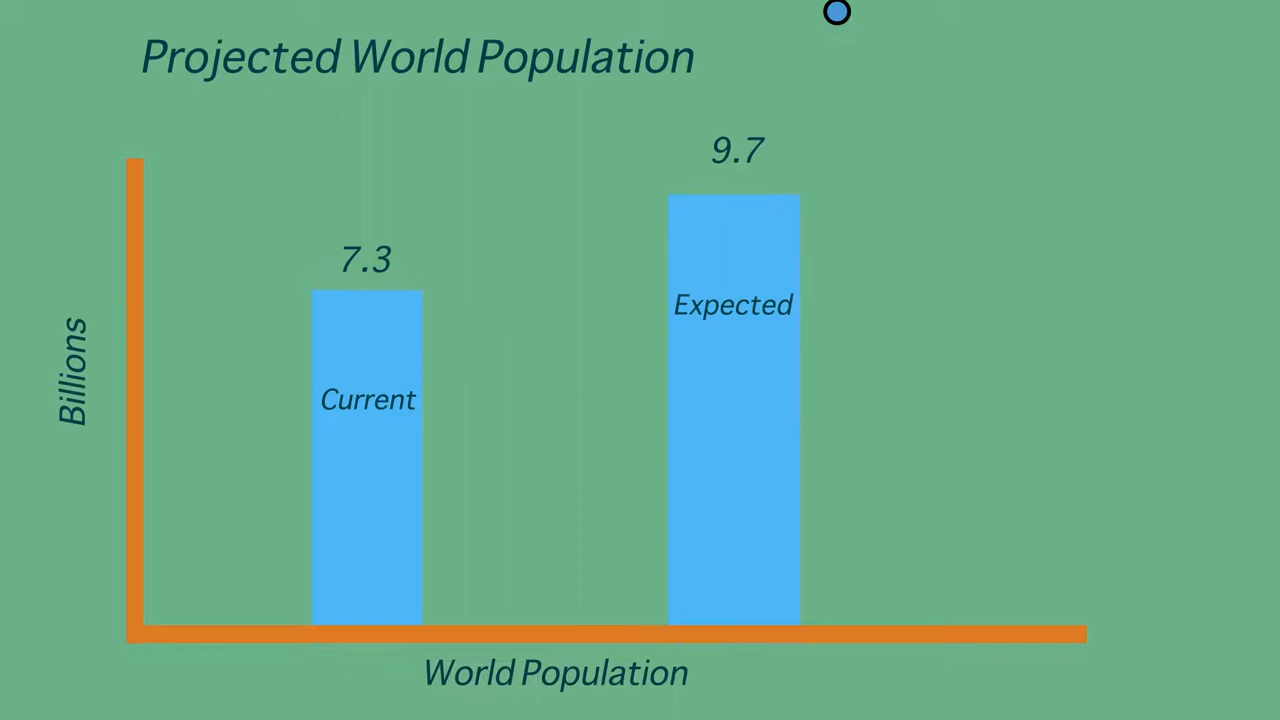 Projected World Population
9.7
7.3
Expected
Current
Billions
World Population